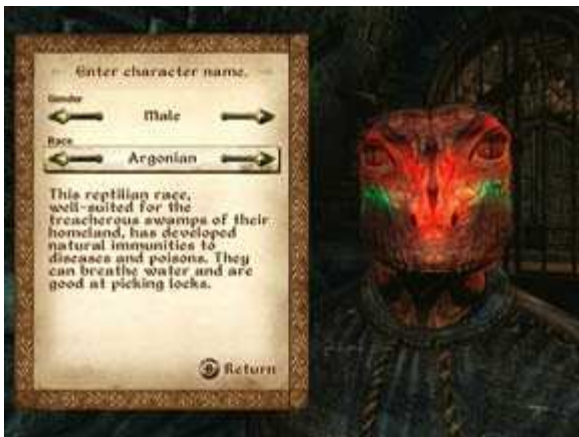 Enter character name.
Gender
Male
Race
Argonian
This reptilian race,
well-suited for the
treacherous swamps of their
homeland, has developed
natural immunities to
diseases and poisons. They
can breathe water and are
good at picking locks.
Return